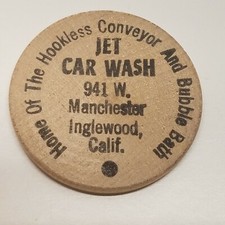 Home Of The Hookless Conveyor And Bubble Bath
JET
CAR WASH
941 W.
Manchester
Inglewood,
Calif.